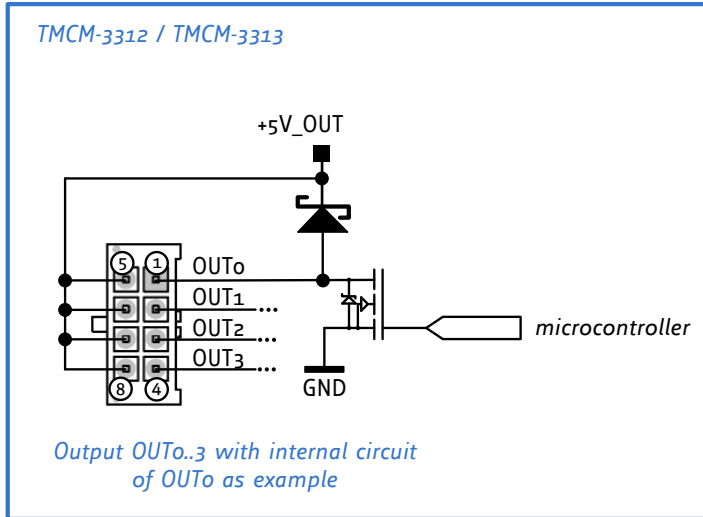 TMCM-3312 / TMCM-3313
+5V_OUT
5 1
OUT0
OUT1
OUT2
OUT3
8 4
GND
microcontroller
Output OUT0..3 with internal circuit
of OUT0 as example